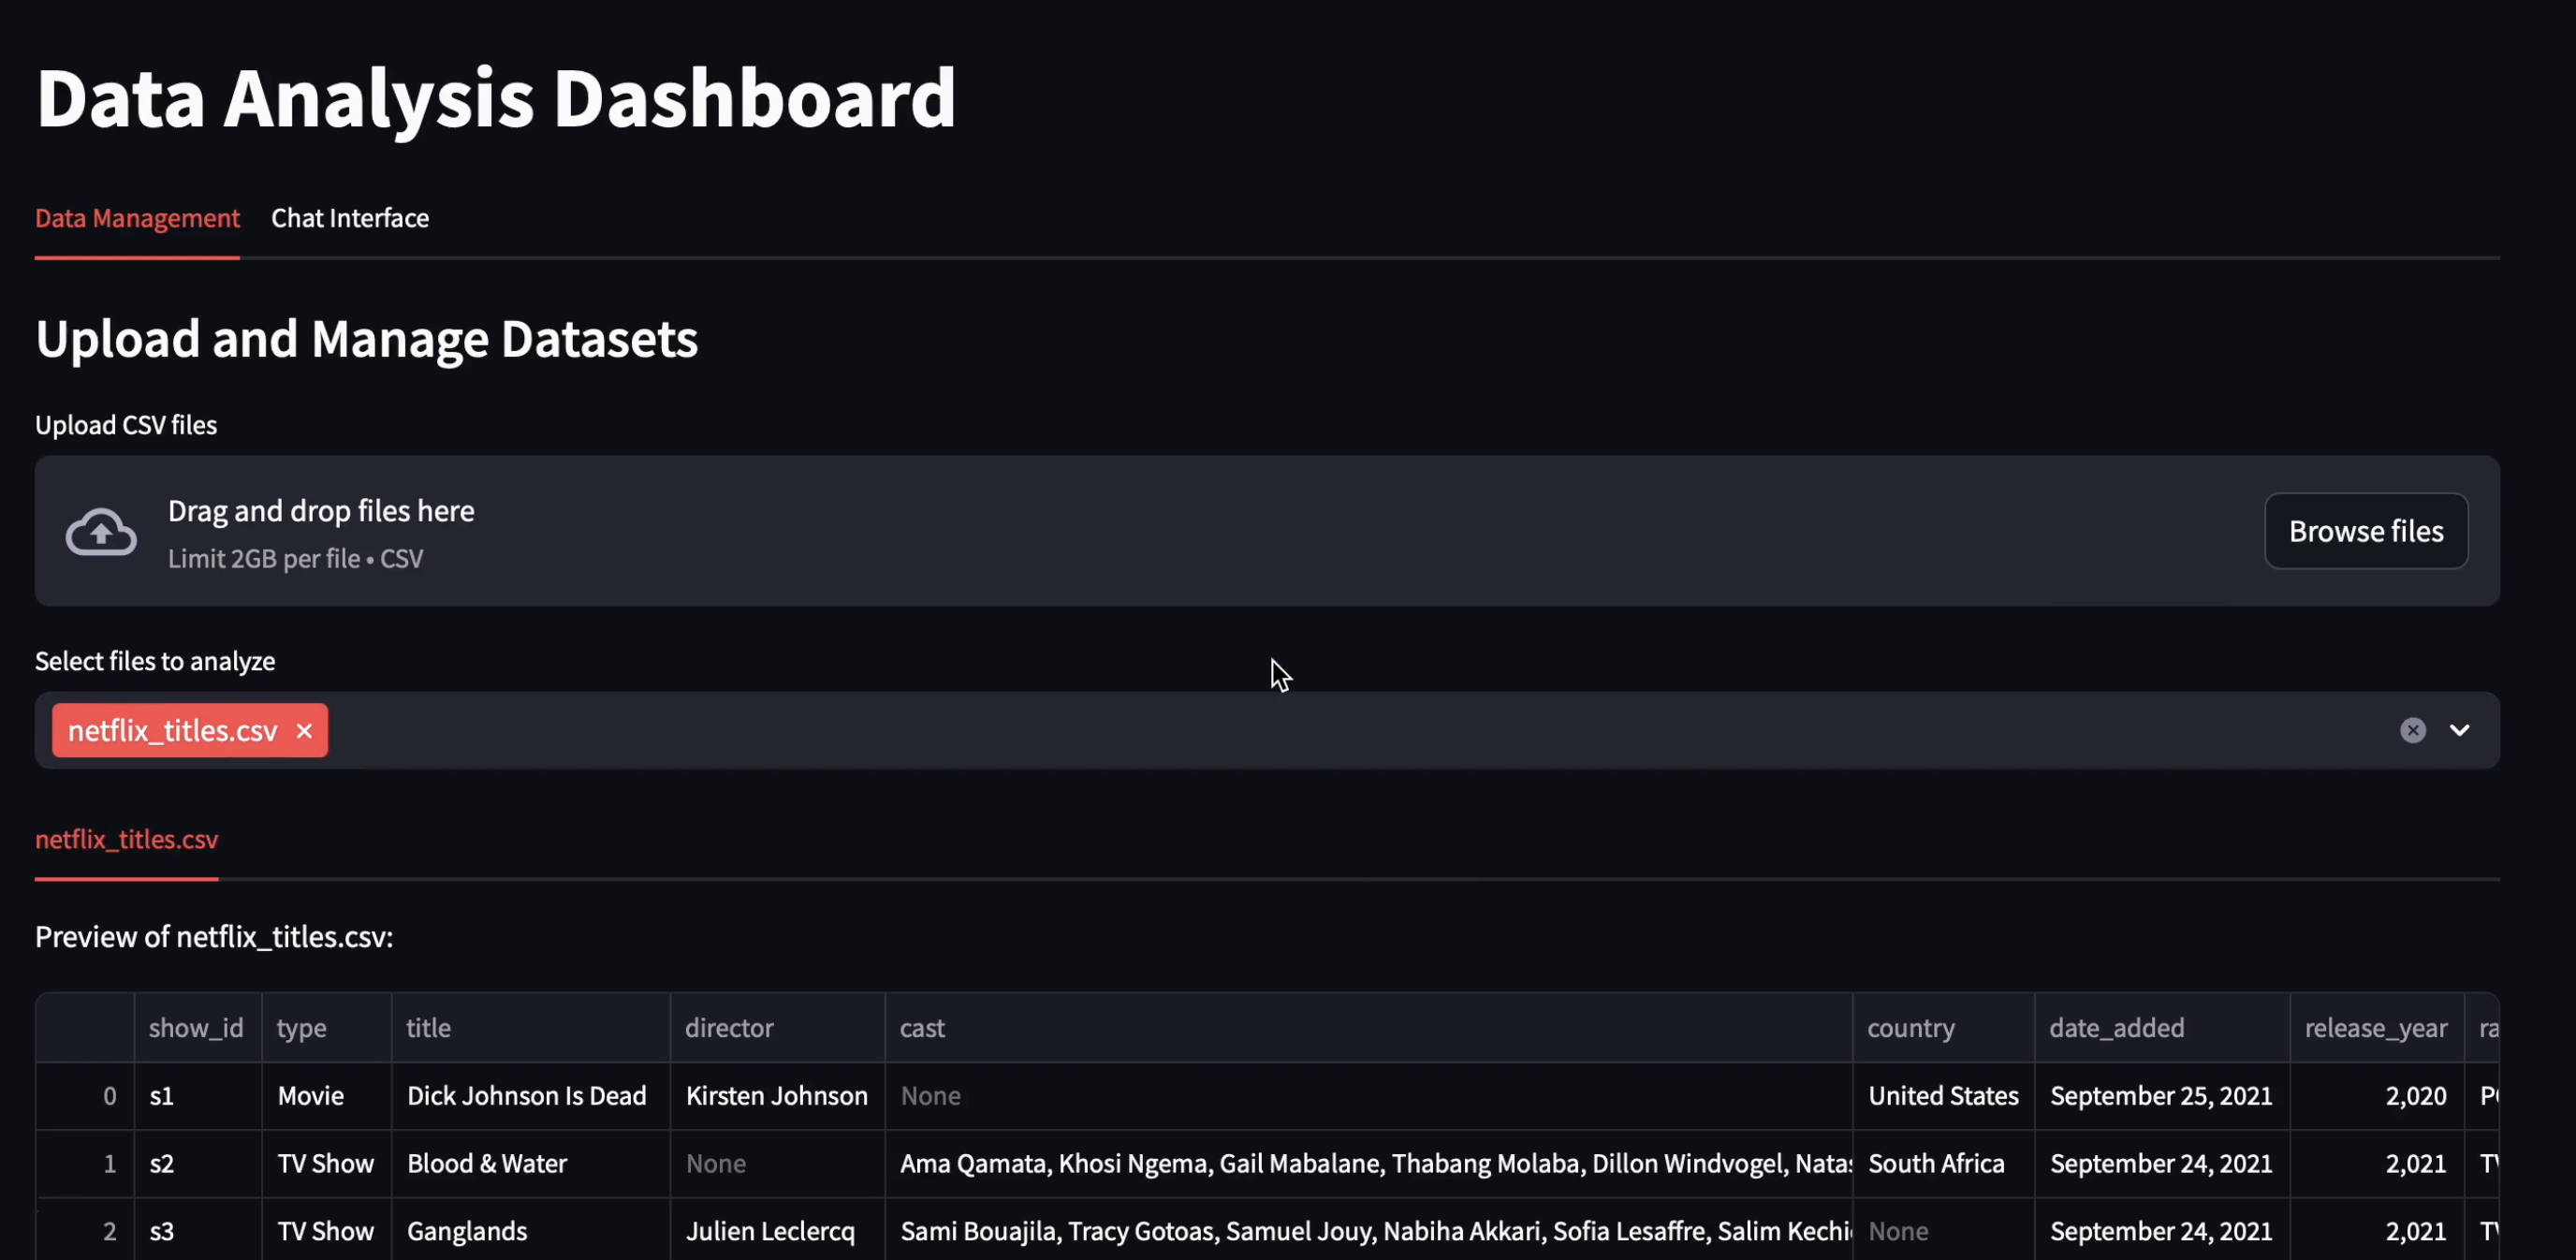 Data Analysis Dashboard
Data Management Chat Interface
Upload and Manage Datasets
Upload CSV files
Drag and drop files here
Limit 2GB per file • CSV
Browse files
Select files to analyze
netflix_titles.csv
netflix_titles.csv
Preview of netflix_titles.csv:
show_id type title director cast country date_added release_year
0 s1 Movie Dick Johnson Is Dead Kirsten Johnson None United States September 25, 2021 2,020
1 s2 TV Show Blood & Water None Ama Qamata, Khosi Ngema, Gail Mabalane, Thabang Molaba, Dillon Windvogel, South Africa September 24, 2021 2,021
2 s3 TV Show Ganglands Julien Leclercq Sami Bouajila, Tracy Gotoas, Samuel Jouy, Nabiha Akkari, Sofia Lesaffre, Salim None September 24, 2021 2,021